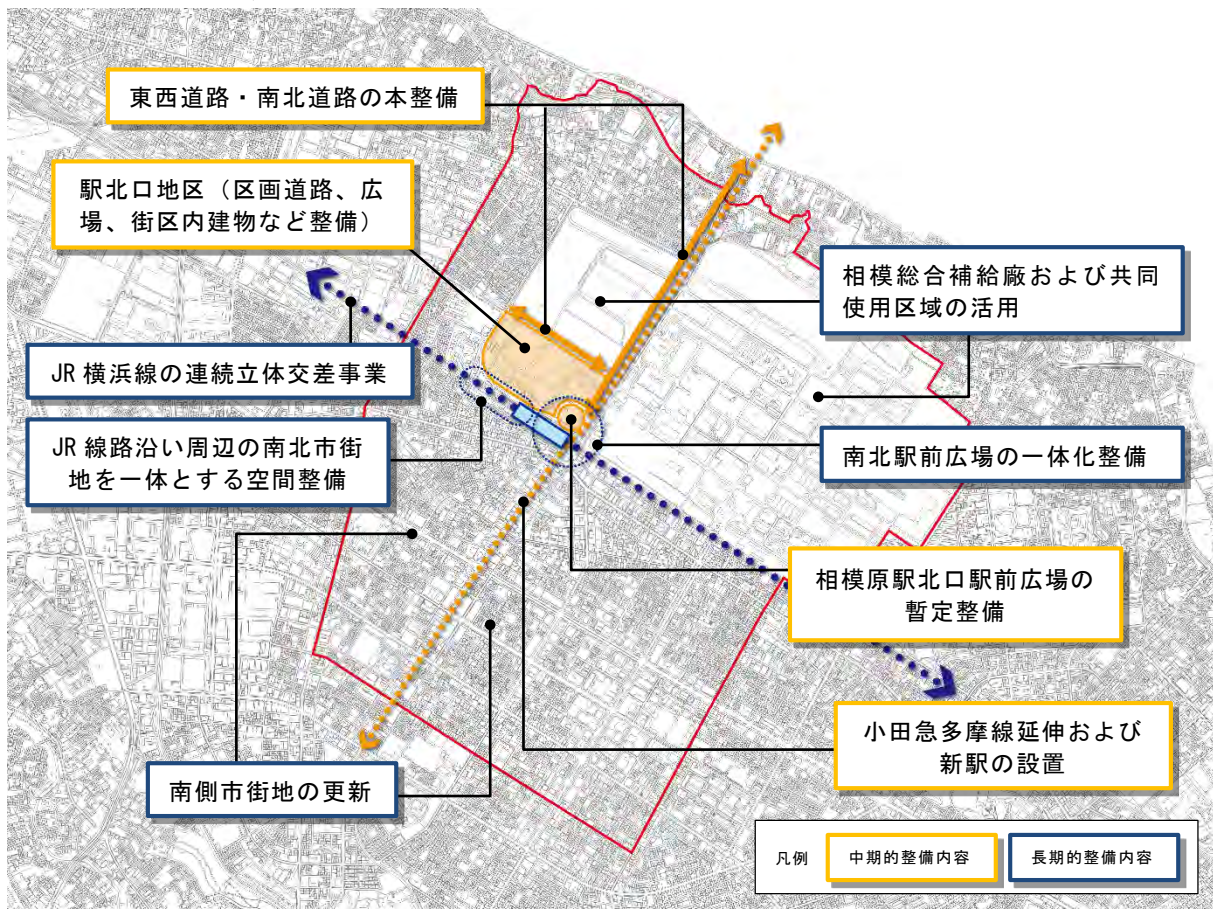 東西道路・南北道路の本整備
駅北口地区（区画道路、広
場、街区内建物など整備）
相模総合補給廠および共同
使用区域の活用
JR 横浜線の連続立体交差事業
JR 線路沿い周辺の南北市街
地を一体とする空間整備
南北駅前広場の一体化整備
相模原駅北口駅前広場の
暫定整備
小田急多摩線延伸および
新駅の設置
南側市街地の更新
凡例
中期的整備内容
長期的整備内容